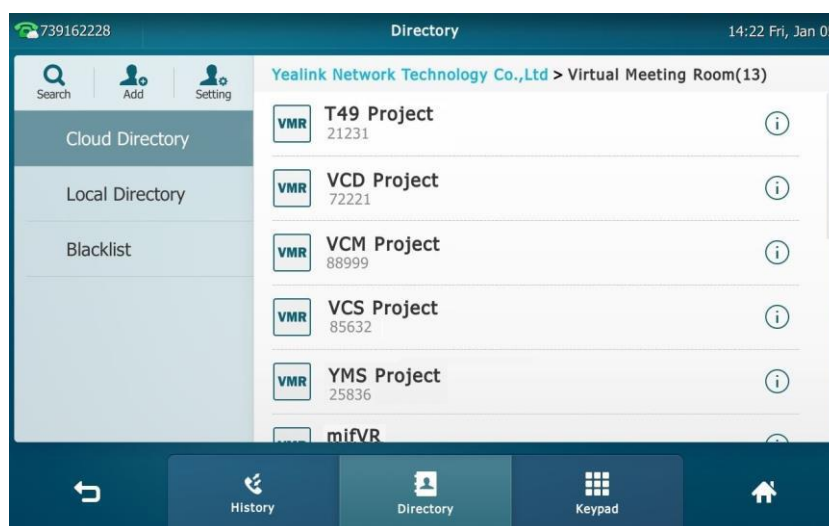 739162228
Directory
14:22 Fri, Jan 0
Search
Add
Setting
Yealink Network Technology Co.,Ltd > Virtual Meeting Room(13)
Cloud Directory
Local Directory
Blacklist
VMR
T49 Project
21231
VMR
VCD Project
72221
VMR
VCM Project
88999
VMR
VCS Project
85632
VMR
YMS Project
25836
mifVR
History
Directory
Keypad